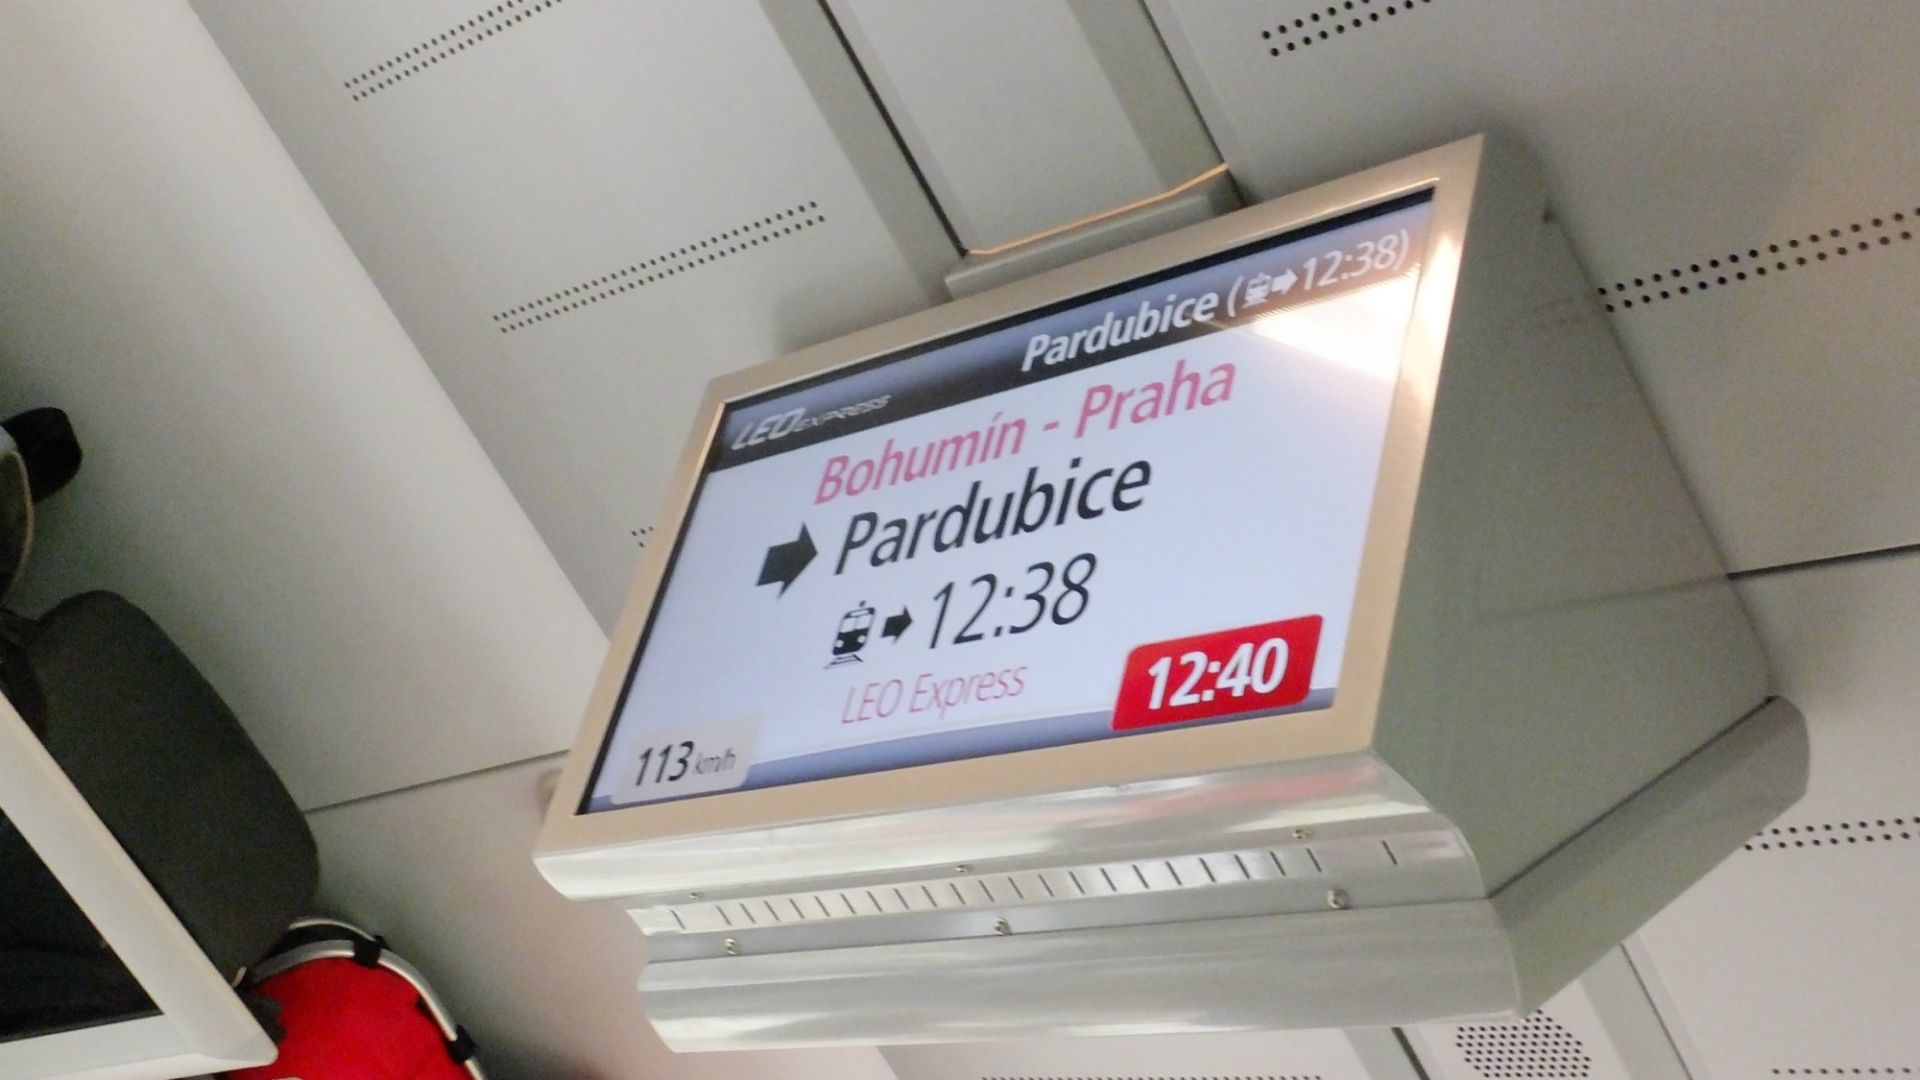 Pardubice (➡12:38)
LEO EXPRESS
Bohumín - Praha
➡ Pardubice
➡12:38
LEO Express
12:40
113 km/h